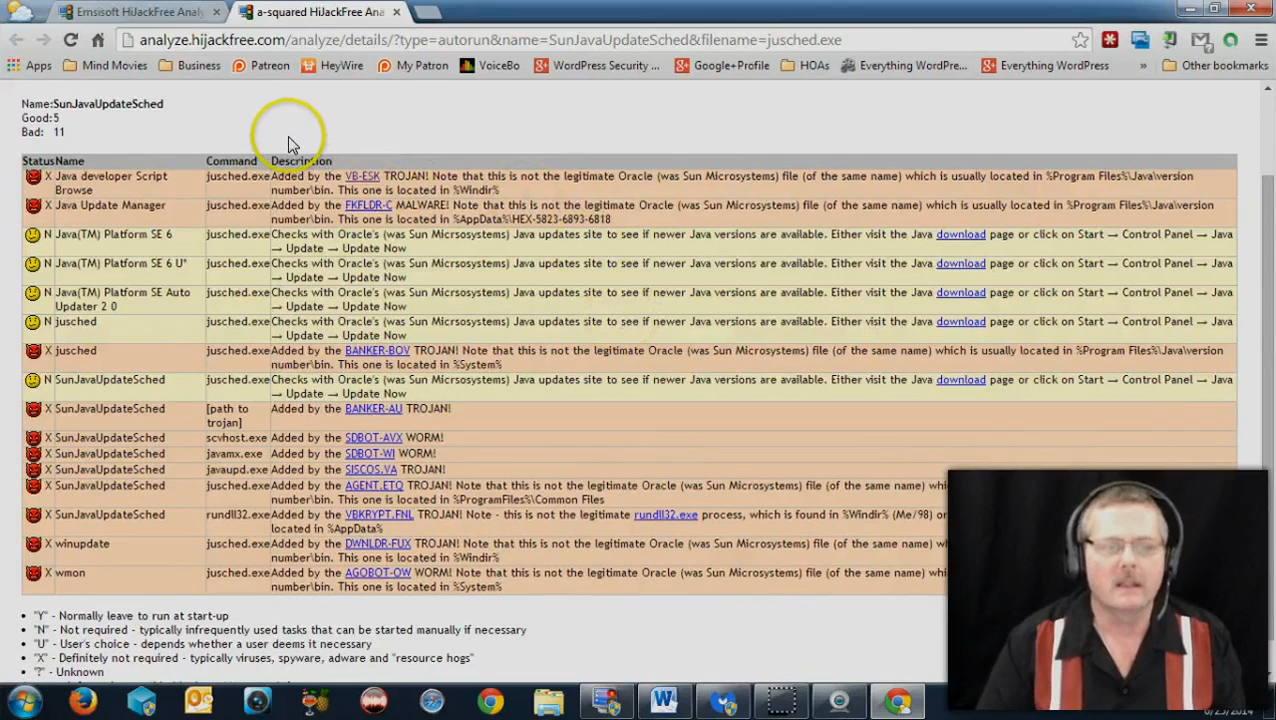 Emsisoft HiJackFree Analy
a-squared HiJackFree Ana
analyze.hijackfree.com/analyze/details/?type=autorun&name=SunJavaUpdateSched&filename=jusched.exe
Apps Mind Movies Business Patreon HeyWire My Patron VoiceBo WordPress Security ... Google+Profile HOAs Everything WordPre... Everything WordPres » Other bookmarks
Name:SunJavaUpdateSched
Good:5
Bad: 11
Status Name Command Description
X Java developer Script jusched.exe Added by the VB-ESK TROJAN! Note that this is not the legitimate Oracle (was Sun Microsystems) file (of the same name) which is usually located in %Program Files%\Java\version
Browse number\bin. This one is located in %Windir%
X Java Update Manager jusched.exe Added by the FKFLDR-C MALWARE! Note that this is not the legitimate Oracle (was Sun Microsystems) file (of the same name) which is usually located in %Program Files%\Java\version
number\bin. This one is located in %AppData%\HEX-5823-6893-6818
N Java(TM) Platform SE 6 jusched.exe Checks with Oracle's (was Sun Micrsosystems) Java updates site to see if newer Java versions are available. Either visit the Java download page or click on Start → Control Panel → Java
→ Update → Update Now
N Java(TM) Platform SE 6 U* jusched.exe Checks with Oracle's (was Sun Micrsosystems) Java updates site to see if newer Java versions are available. Either visit the Java download page or click on Start → Control Panel → Java
→ Update → Update Now
N Java(TM) Platform SE Auto jusched.exe Checks with Oracle's (was Sun Micrsosystems) Java updates site to see if newer Java versions are available. Either visit the Java download page or click on Start → Control Panel → Java
Updater 2 0 → Update → Update Now
N jusched jusched.exe Checks with Oracle's (was Sun Micrsosystems) Java updates site to see if newer Java versions are available. Either visit the Java download page or click on Start → Control Panel → Java
→ Update → Update Now
X jusched jusched.exe Added by the BANKER-BOV TROJAN! Note that this is not the legitimate Oracle (was Sun Microsystems) file (of the same name) which is usually located in %Program Files%\Java\version
number\bin. This one is located in %System%
N SunJavaUpdateSched jusched.exe Checks with Oracle's (was Sun Micrsosystems) Java updates site to see if newer Java versions are available. Either visit the Java download page or click on Start → Control Panel → Java
→ Update → Update Now
X SunJavaUpdateSched [path to Added by the BANKER-AU TROJAN!
trojan]
X SunJavaUpdateSched scvhost.exe Added by the SDBOT-AVX WORM!
X SunJavaUpdateSched javamx.exe Added by the SDBOT-WI WORM!
X SunJavaUpdateSched javaupd.exe Added by the SISCOS.VA TROJAN!
X SunJavaUpdateSched jusched.exe Added by the AGENT.ETQ TROJAN! Note that this is not the legitimate Oracle (was Sun Microsystems) file (of the same name) whi
number\bin. This one is located in %ProgramFiles%\Common Files
X SunJavaUpdateSched rundll32.exe Added by the VBKRYPT.FNL TROJAN! Note - this is not the legitimate rundll32.exe process, which is found in %Windir% (Me/98) or
located in %AppData%
X winupdate jusched.exe Added by the DWNLDR-FUX TROJAN! Note that this is not the legitimate Oracle (was Sun Microsystems) file (of the same name) whi
number\bin. This one is located in %Windir%
X wmon jusched.exe Added by the AGOBOT-OW WORM! Note that this is not the legitimate Oracle (was Sun Microsystems) file (of the same name) whic
number\bin. This one is located in %System%
• "Y" - Normally leave to run at start-up
• "N" - Not required - typically infrequently used tasks that can be started manually if necessary
• "U" - User's choice - depends whether a user deems it necessary
• "X" - Definitely not required - typically viruses, spyware, adware and "resource hogs"
• "?" - Unknown
6/25/2014